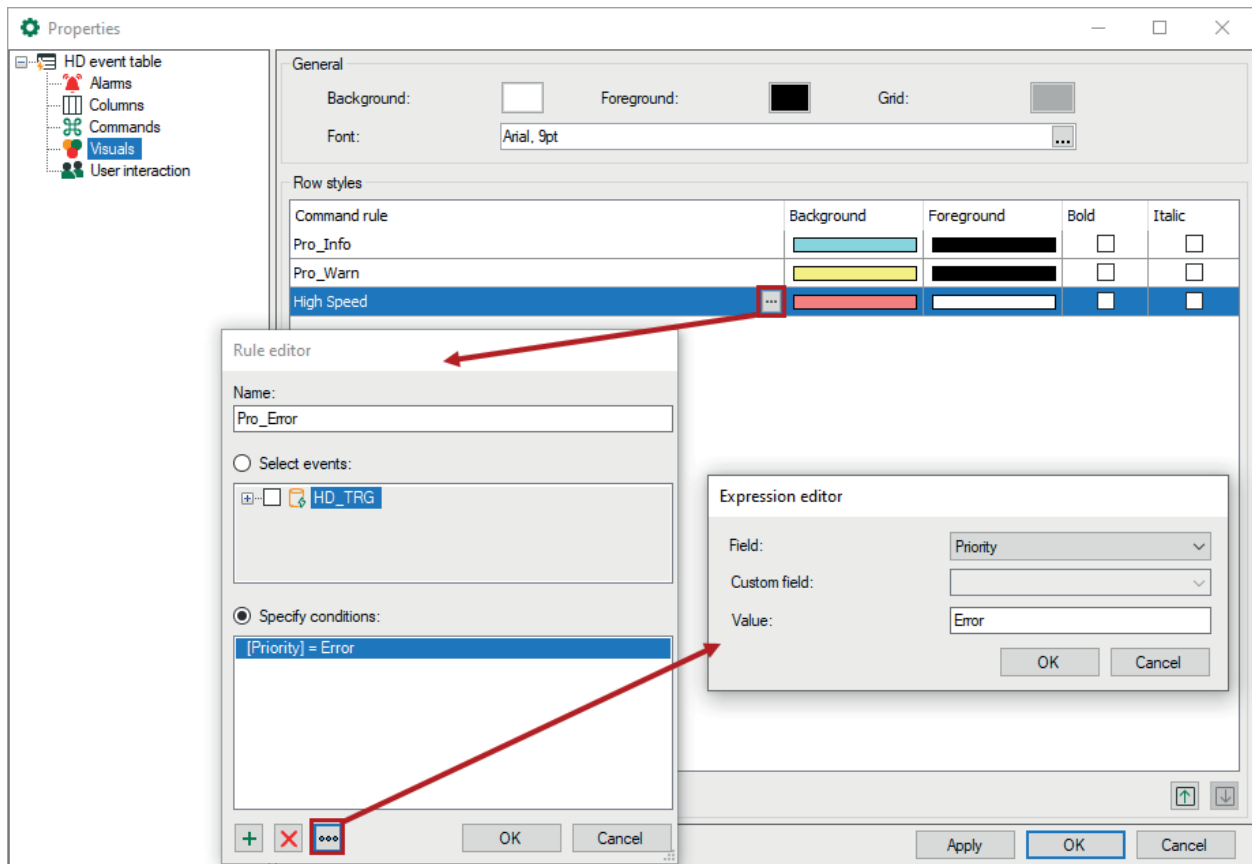 Properties
HD event table
Alarms
Columns
Commands
Visuals
User interaction
General
Background: Foreground: Grid:
Font: Arial, 9pt ...
Row styles
Command rule Background Foreground Bold Italic
Pro_Info
Pro_Warn
High Speed ...
Rule editor
Name:
Pro_Error
Select events:
HD_TRG
Specify conditions:
[Priority] = Error
OK Cancel
Expression editor
Field: Priority
Custom field:
Value: Error
OK Cancel
Apply OK Cancel